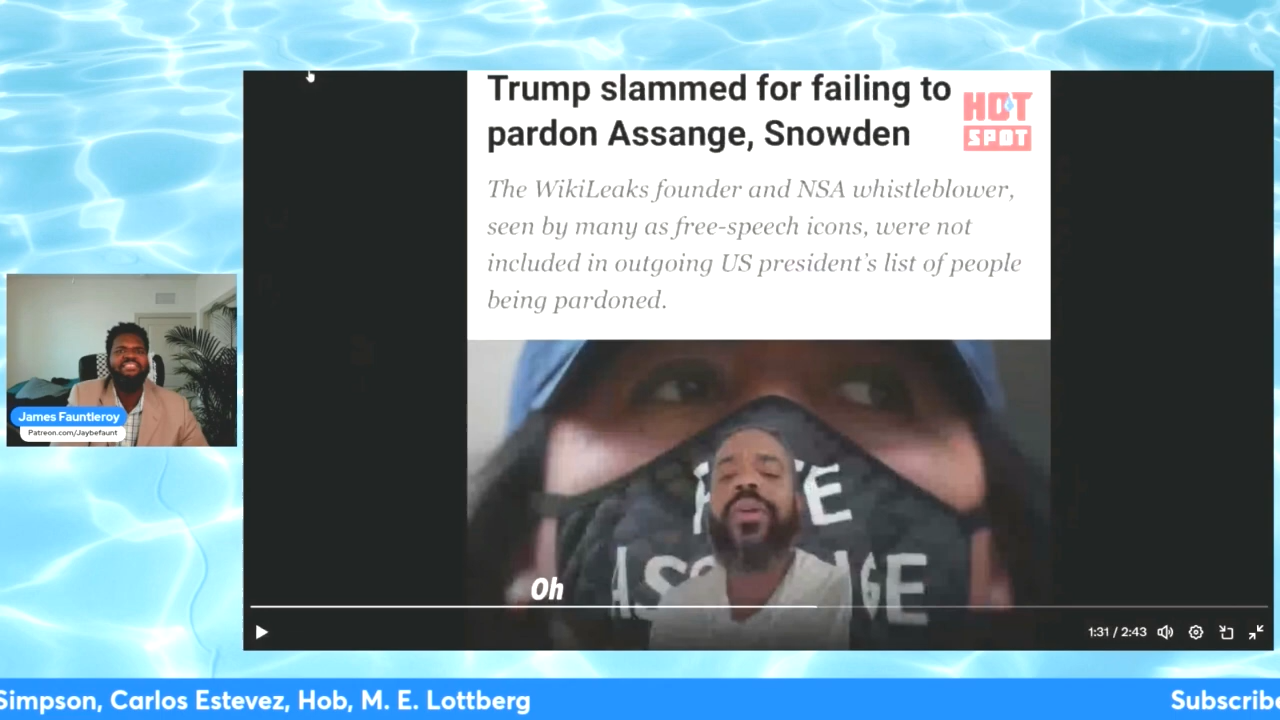 Trump slammed for failing to
pardon Assange, Snowden
HOT
SPOT
The WikiLeaks founder and NSA whistleblower,
seen by many as free-speech icons, were not
included in outgoing US president's list of people
being pardoned.
James Fauntleroy
Patreon.com/Jaybefaunt
Oh
1:31 / 2:43
Simpson, Carlos Estevez, Hob, M. E. Lottberg
Subscribe